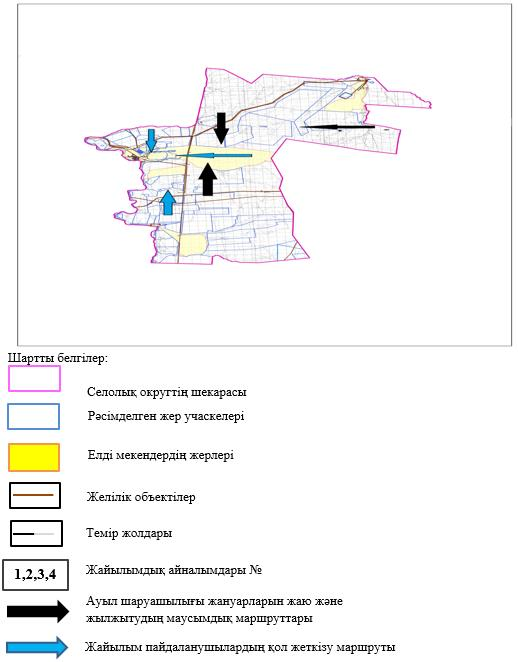 Шартты белгілер:
Селолық округтің шекарасы
Рәсімделген жер учаскелері
Елді мекендердің жерлері
Желілік объектілер
Темір жолдары
1,2,3,4
Жайылымдық айналымдары №
Ауыл шаруашылығы жануарларын жаю және
жылжытудың маусымдық маршруттары
Жайылым пайдаланушылардың қол жеткізу маршруты